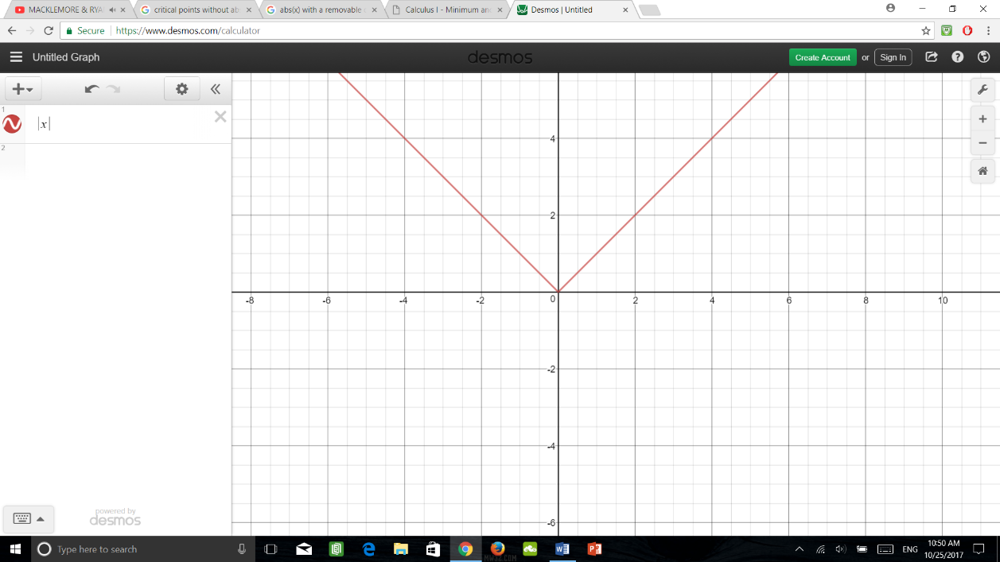 MACKLEMORE & RYA
critical points without ab
abs(x) with a removable
Calculus I - Minimum and
Desmos | Untitled
Secure https://www.desmos.com/calculator
Untitled Graph
desmos
Create Account or Sign In
1
|x|
2
4
2
-8 -6 -4 -2 0 2 4 6 8 10
-2
-4
-6
powered by
desmos
Type here to search
ENG
10:50 AM
10/25/2017